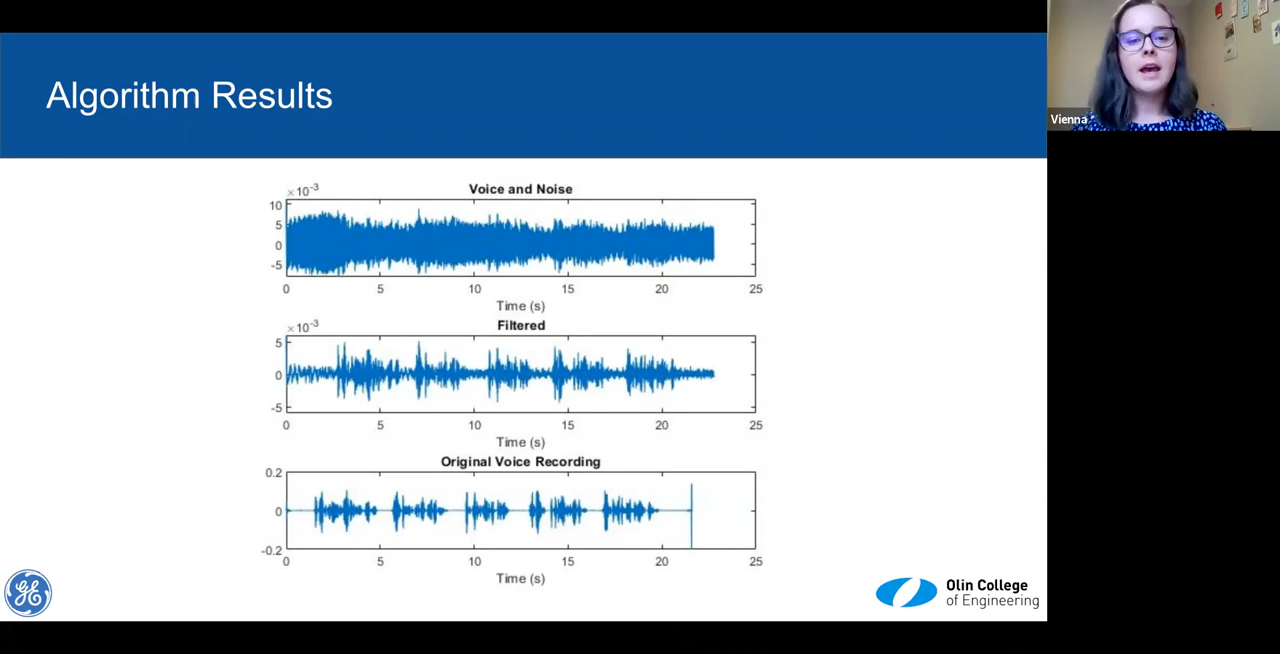 Algorithm Results
Vienna
Voice and Noise
×10-3
10
5
0
-5
0 5 10 15 20 25
Time (s)
Filtered
×10-3
5
0
-5
0 5 10 15 20 25
Time (s)
Original Voice Recording
0.2
0
-0.2
0 5 10 15 20 25
Time (s)
GE
Olin College
of Engineering